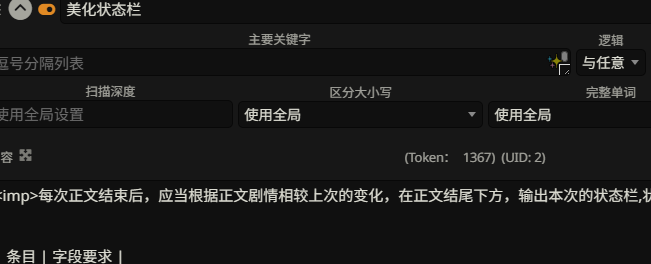 美化状态栏
主要关键字
逻辑
逗号分隔列表
与任意
扫描深度
区分大小写
完整单词
使用全局设置
使用全局
使用全局
容
(Token： 1367) (UID: 2)
<imp>每次正文结束后，应当根据正文剧情相较上次的变化，在正文结尾下方，输出本次的状态栏,状
条目 | 字段要求 |